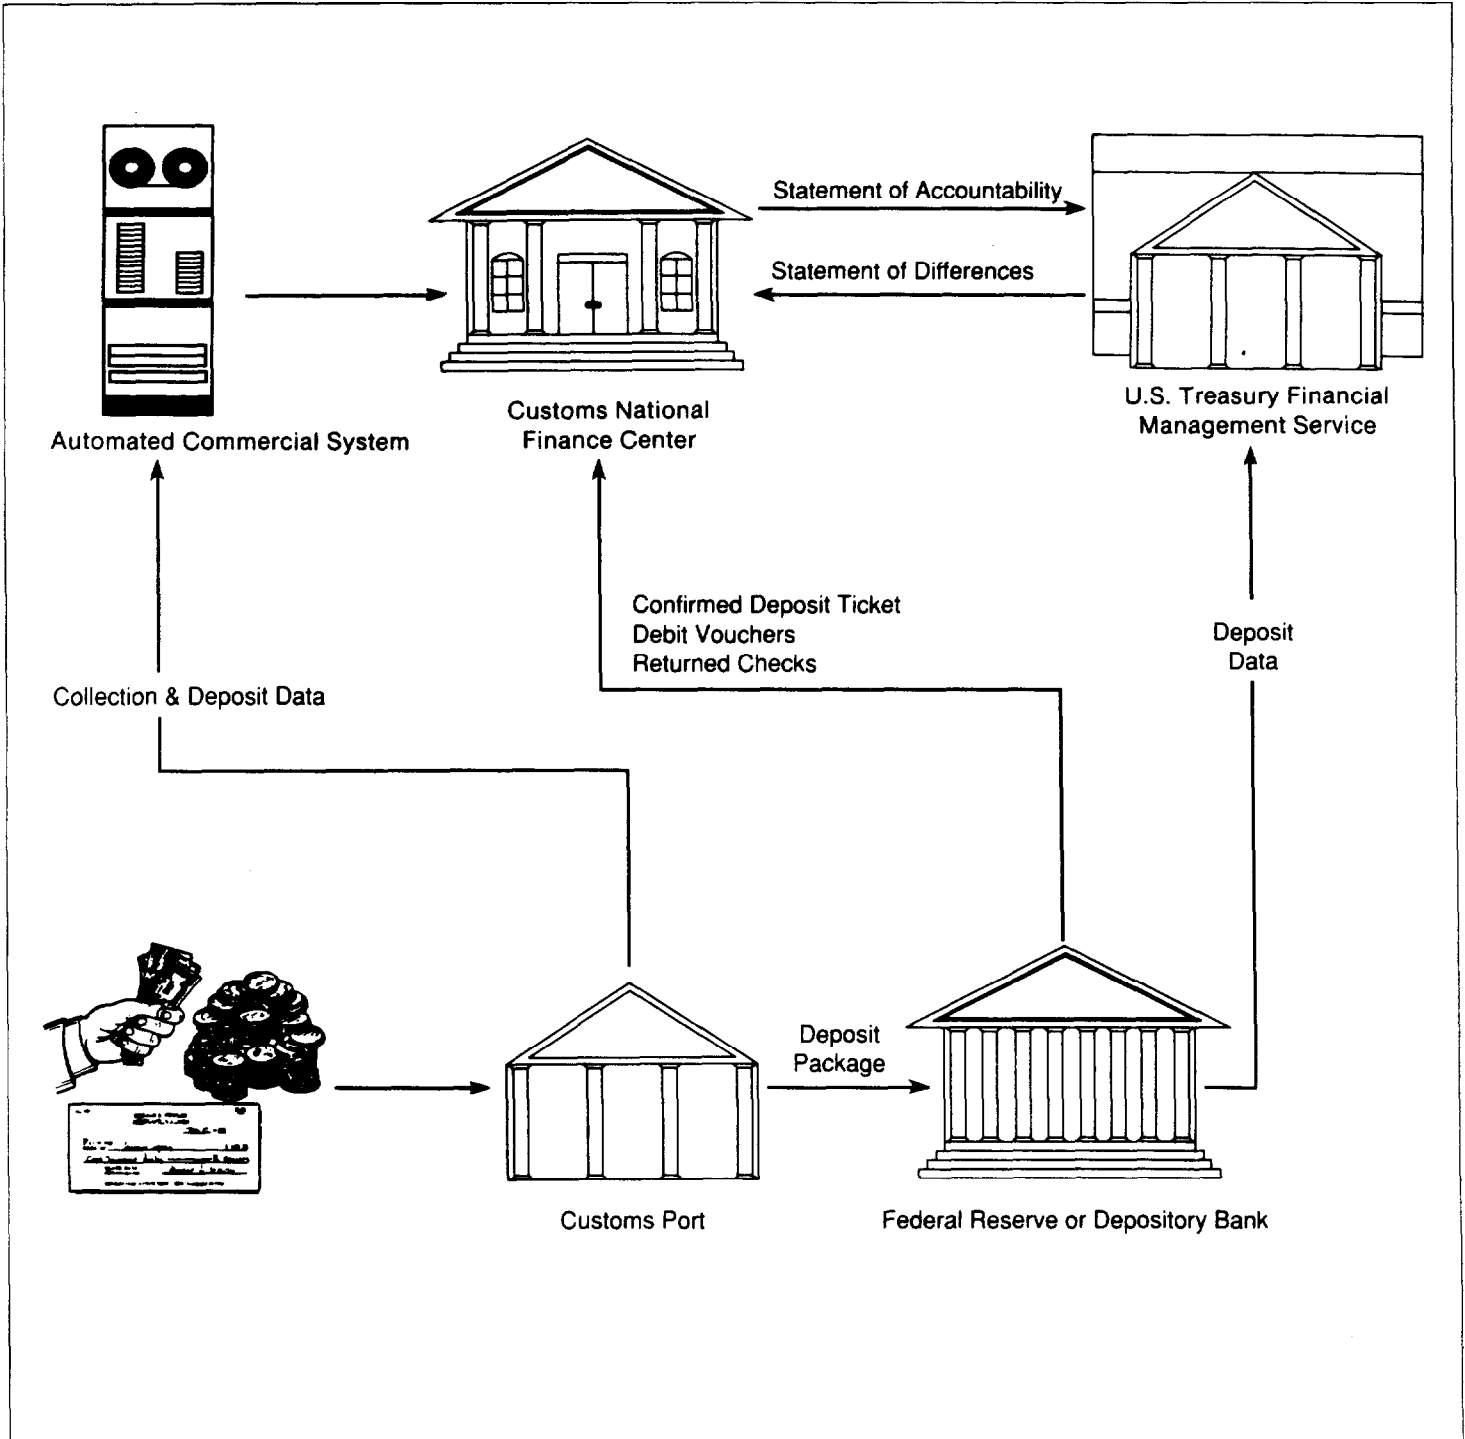 Statement of Accountability
Statement of Differences
Automated Commercial System
Customs National
Finance Center
U.S. Treasury Financial
Management Service
Confirmed Deposit Ticket
Debit Vouchers
Returned Checks
Deposit
Data
Collection & Deposit Data
Deposit
Package
Customs Port
Federal Reserve or Depository Bank